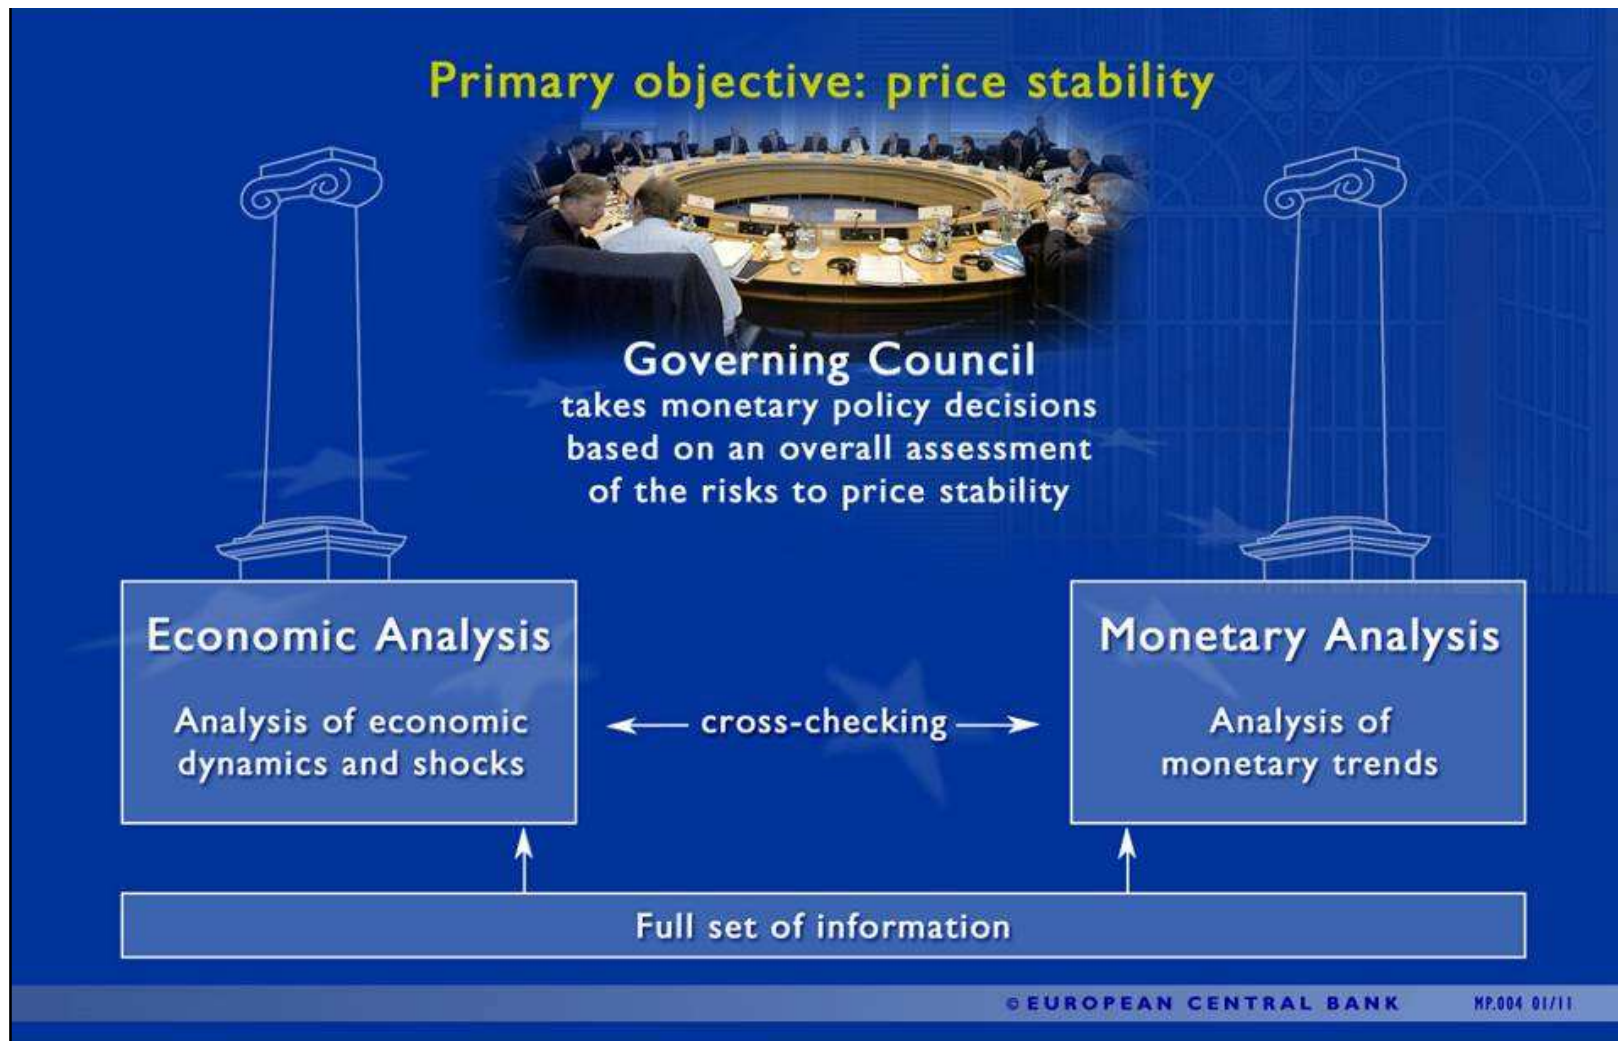 Primary objective: price stability
Governing Council
takes monetary policy decisions
based on an overall assessment
of the risks to price stability
Economic Analysis
Analysis of economic
dynamics and shocks
cross-checking
Monetary Analysis
Analysis of
monetary trends
Full set of information
© EUROPEAN CENTRAL BANK
MP.004 01/11